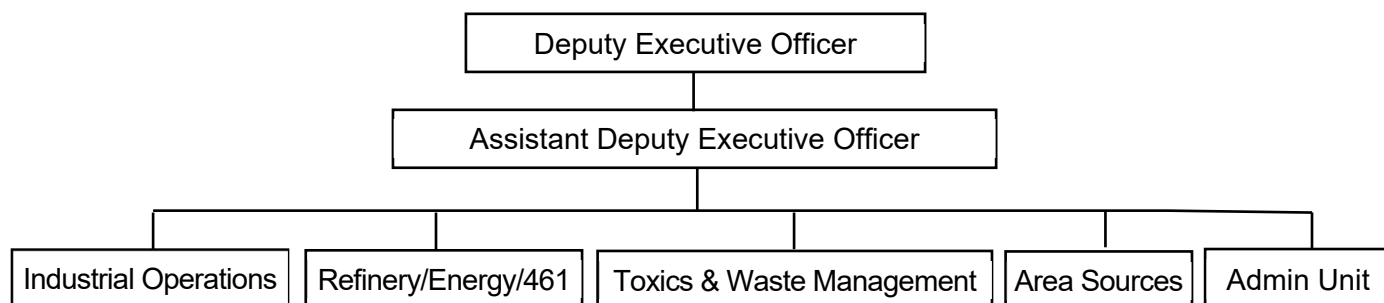 Deputy Executive Officer
Assistant Deputy Executive Officer
Industrial Operations
Refinery/Energy/461
Toxics & Waste Management
Area Sources
Admin Unit